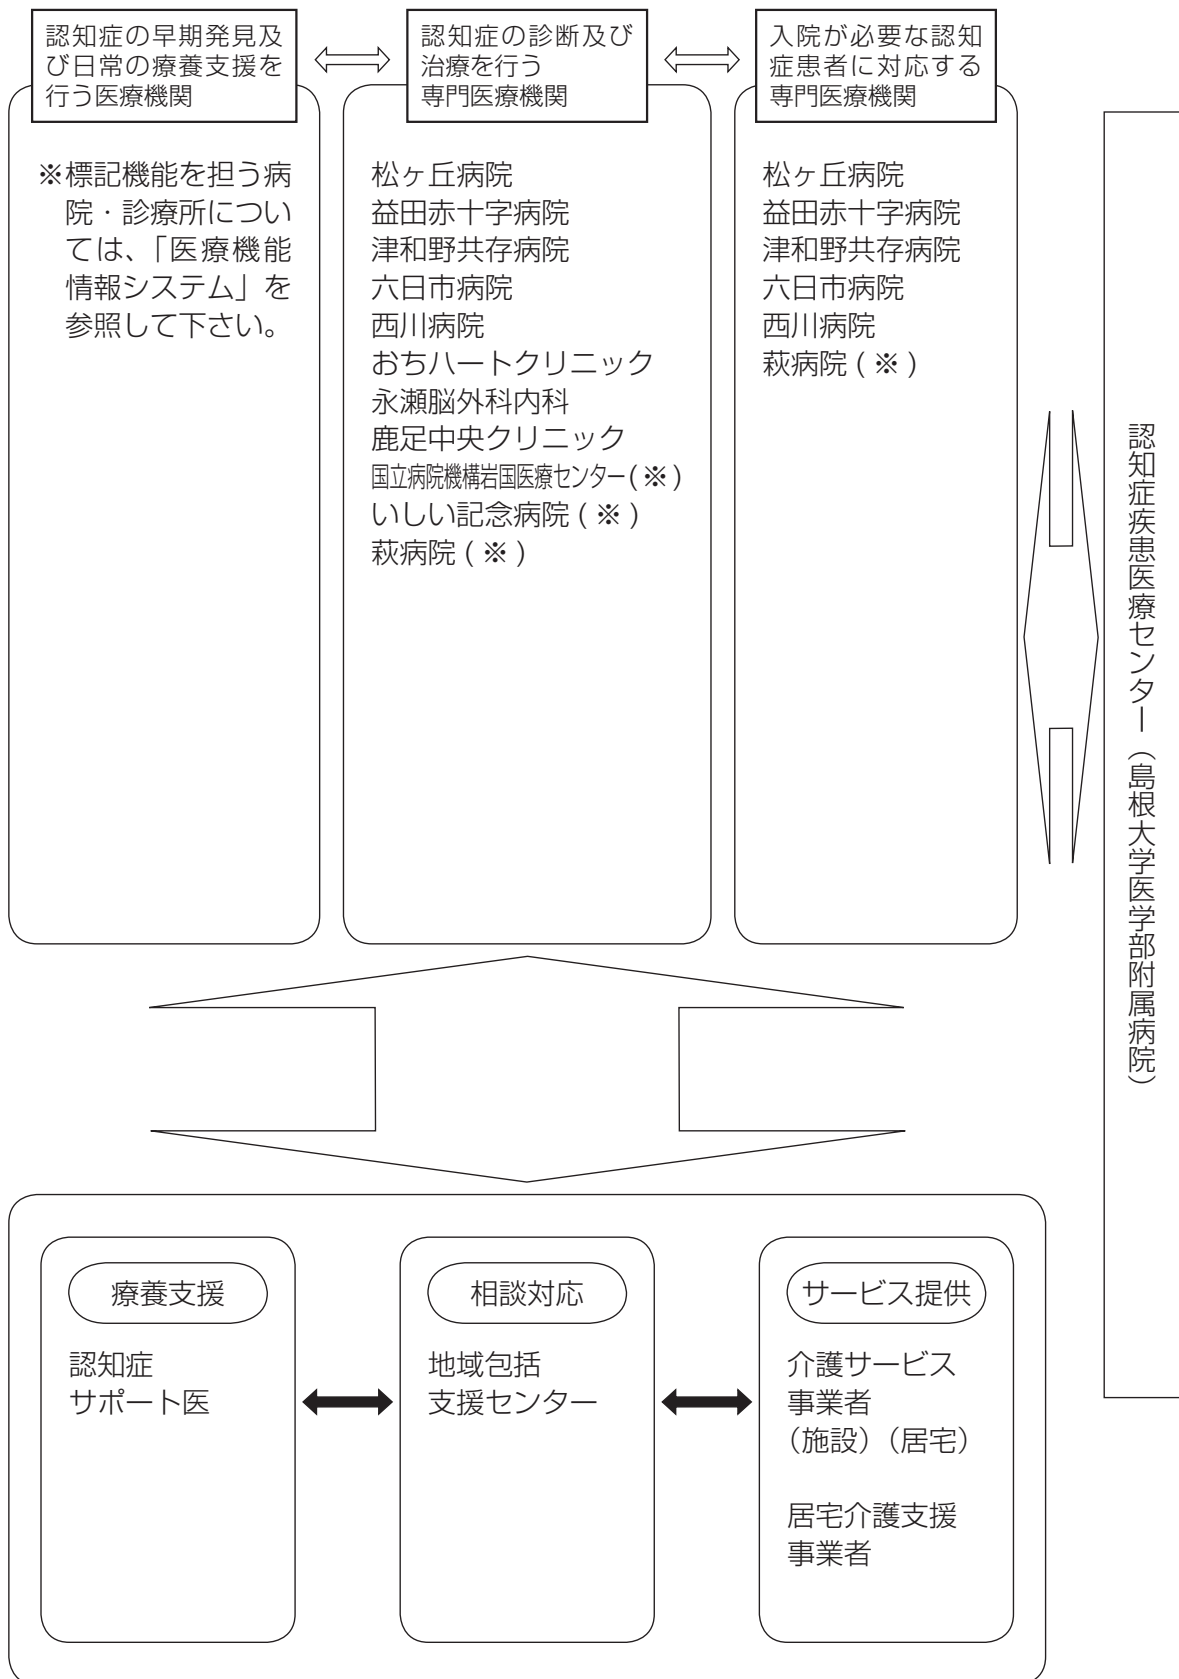 認知症の早期発見及
び日常の療養支援を
行う医療機関
認知症の診断及び
治療を行う
専門医療機関
入院が必要な認知
症患者に対応する
専門医療機関
※標記機能を担う病
院・診療所につい
ては、「医療機能
情報システム」を
参照して下さい。
松ヶ丘病院
益田赤十字病院
津和野共存病院
六日市病院
西川病院
おちハートクリニック
永瀬脳外科内科
鹿足中央クリニック
国立病院機構岩国医療センター(※)
いしい記念病院(※)
萩病院(※)
松ヶ丘病院
益田赤十字病院
津和野共存病院
六日市病院
西川病院
萩病院(※)
認知症疾患医療センター（島根大学医学部附属病院）
療養支援
認知症
サポート医
相談対応
地域包括
支援センター
サービス提供
介護サービス
事業者
（施設）（居宅）
居宅介護支援
事業者